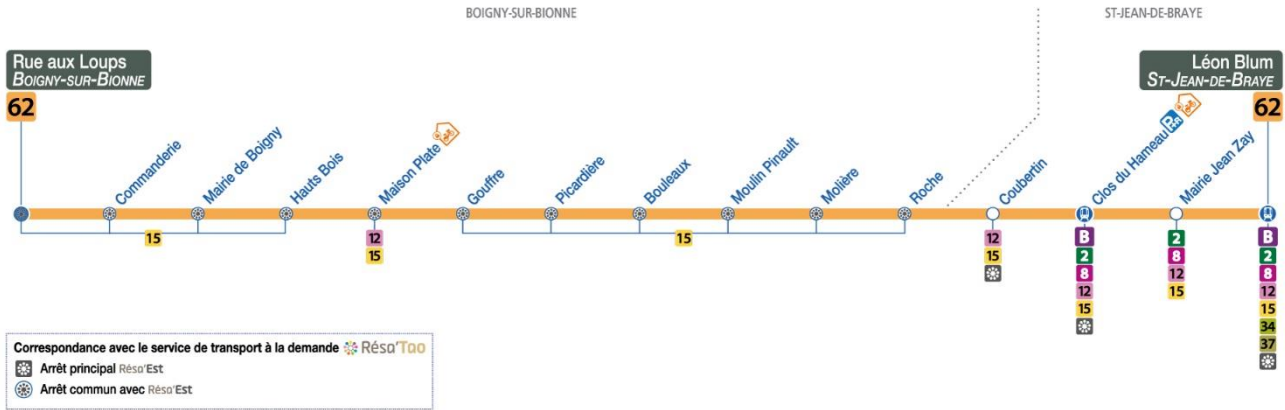 BOIGNY-SUR-BIONNE
ST-JEAN-DE-BRAYE
Rue aux Loups
BOIGNY-SUR-BIONNE
62
Léon Blum
ST-JEAN-DE-BRAYE
62
Commanderie
Mairie de Boigny
Hauts Bois
Maison Plate
Gouffre
Picardière
Bouleaux
Moulin Pinault
Molière
Roche
Coubertin
Clos du Hameau
P+R
Mairie Jean Zay
15
12
15
15
12
15
B
2
8
12
15
2
8
12
15
B
2
8
12
15
34
37
Correspondance avec le service de transport à la demande Résa'Tao
Arrêt principal Résa'Est
Arrêt commun avec Résa'Est